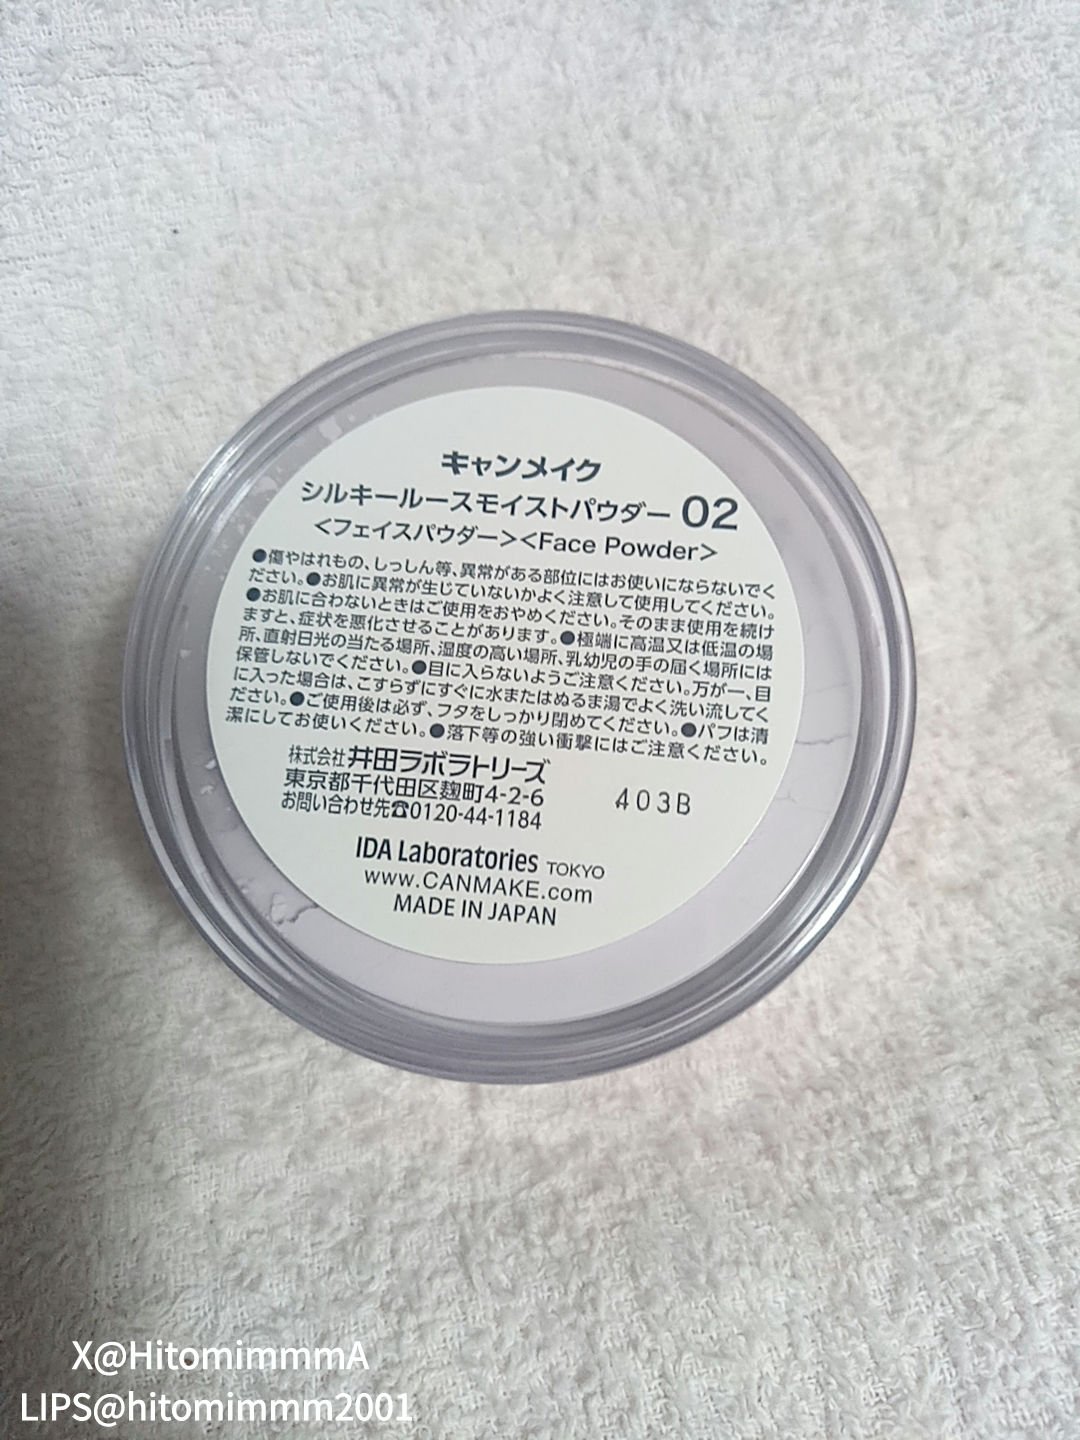 キャンメイク
シルキールースモイストパウダー 02
<フェイスパウダー><Face Powder>
●傷やはれもの、しっしん等、異常がある部位にはお使いにならないでく
ださい。●お肌に異常が生じていないかよく注意して使用してください。
●お肌に合わないときはご使用をおやめください。そのまま使用を続け
ますと、症状を悪化させることがあります。●極端に高温又は低温の場
所、直射日光の当たる場所、湿度の高い場所、乳幼児の手の届く場所には
保管しないでください。●目に入らないようご注意ください。万が一、目
に入った場合は、こすらずにすぐに水またはぬるま湯でよく洗い流してく
ださい。●ご使用後は必ず、フタをしっかり閉めてください。●パフは清
潔にしてお使いください。●落下等の強い衝撃にはご注意ください。
株式会社 井田ラボラトリーズ
東京都千代田区麹町4-2-6
お問い合わせ先☎0120-44-1184
403B
IDA Laboratories TOKYO
www.CANMAKE.com
MADE IN JAPAN
X@HitomimmmA
LIPS@hitomimmm2001